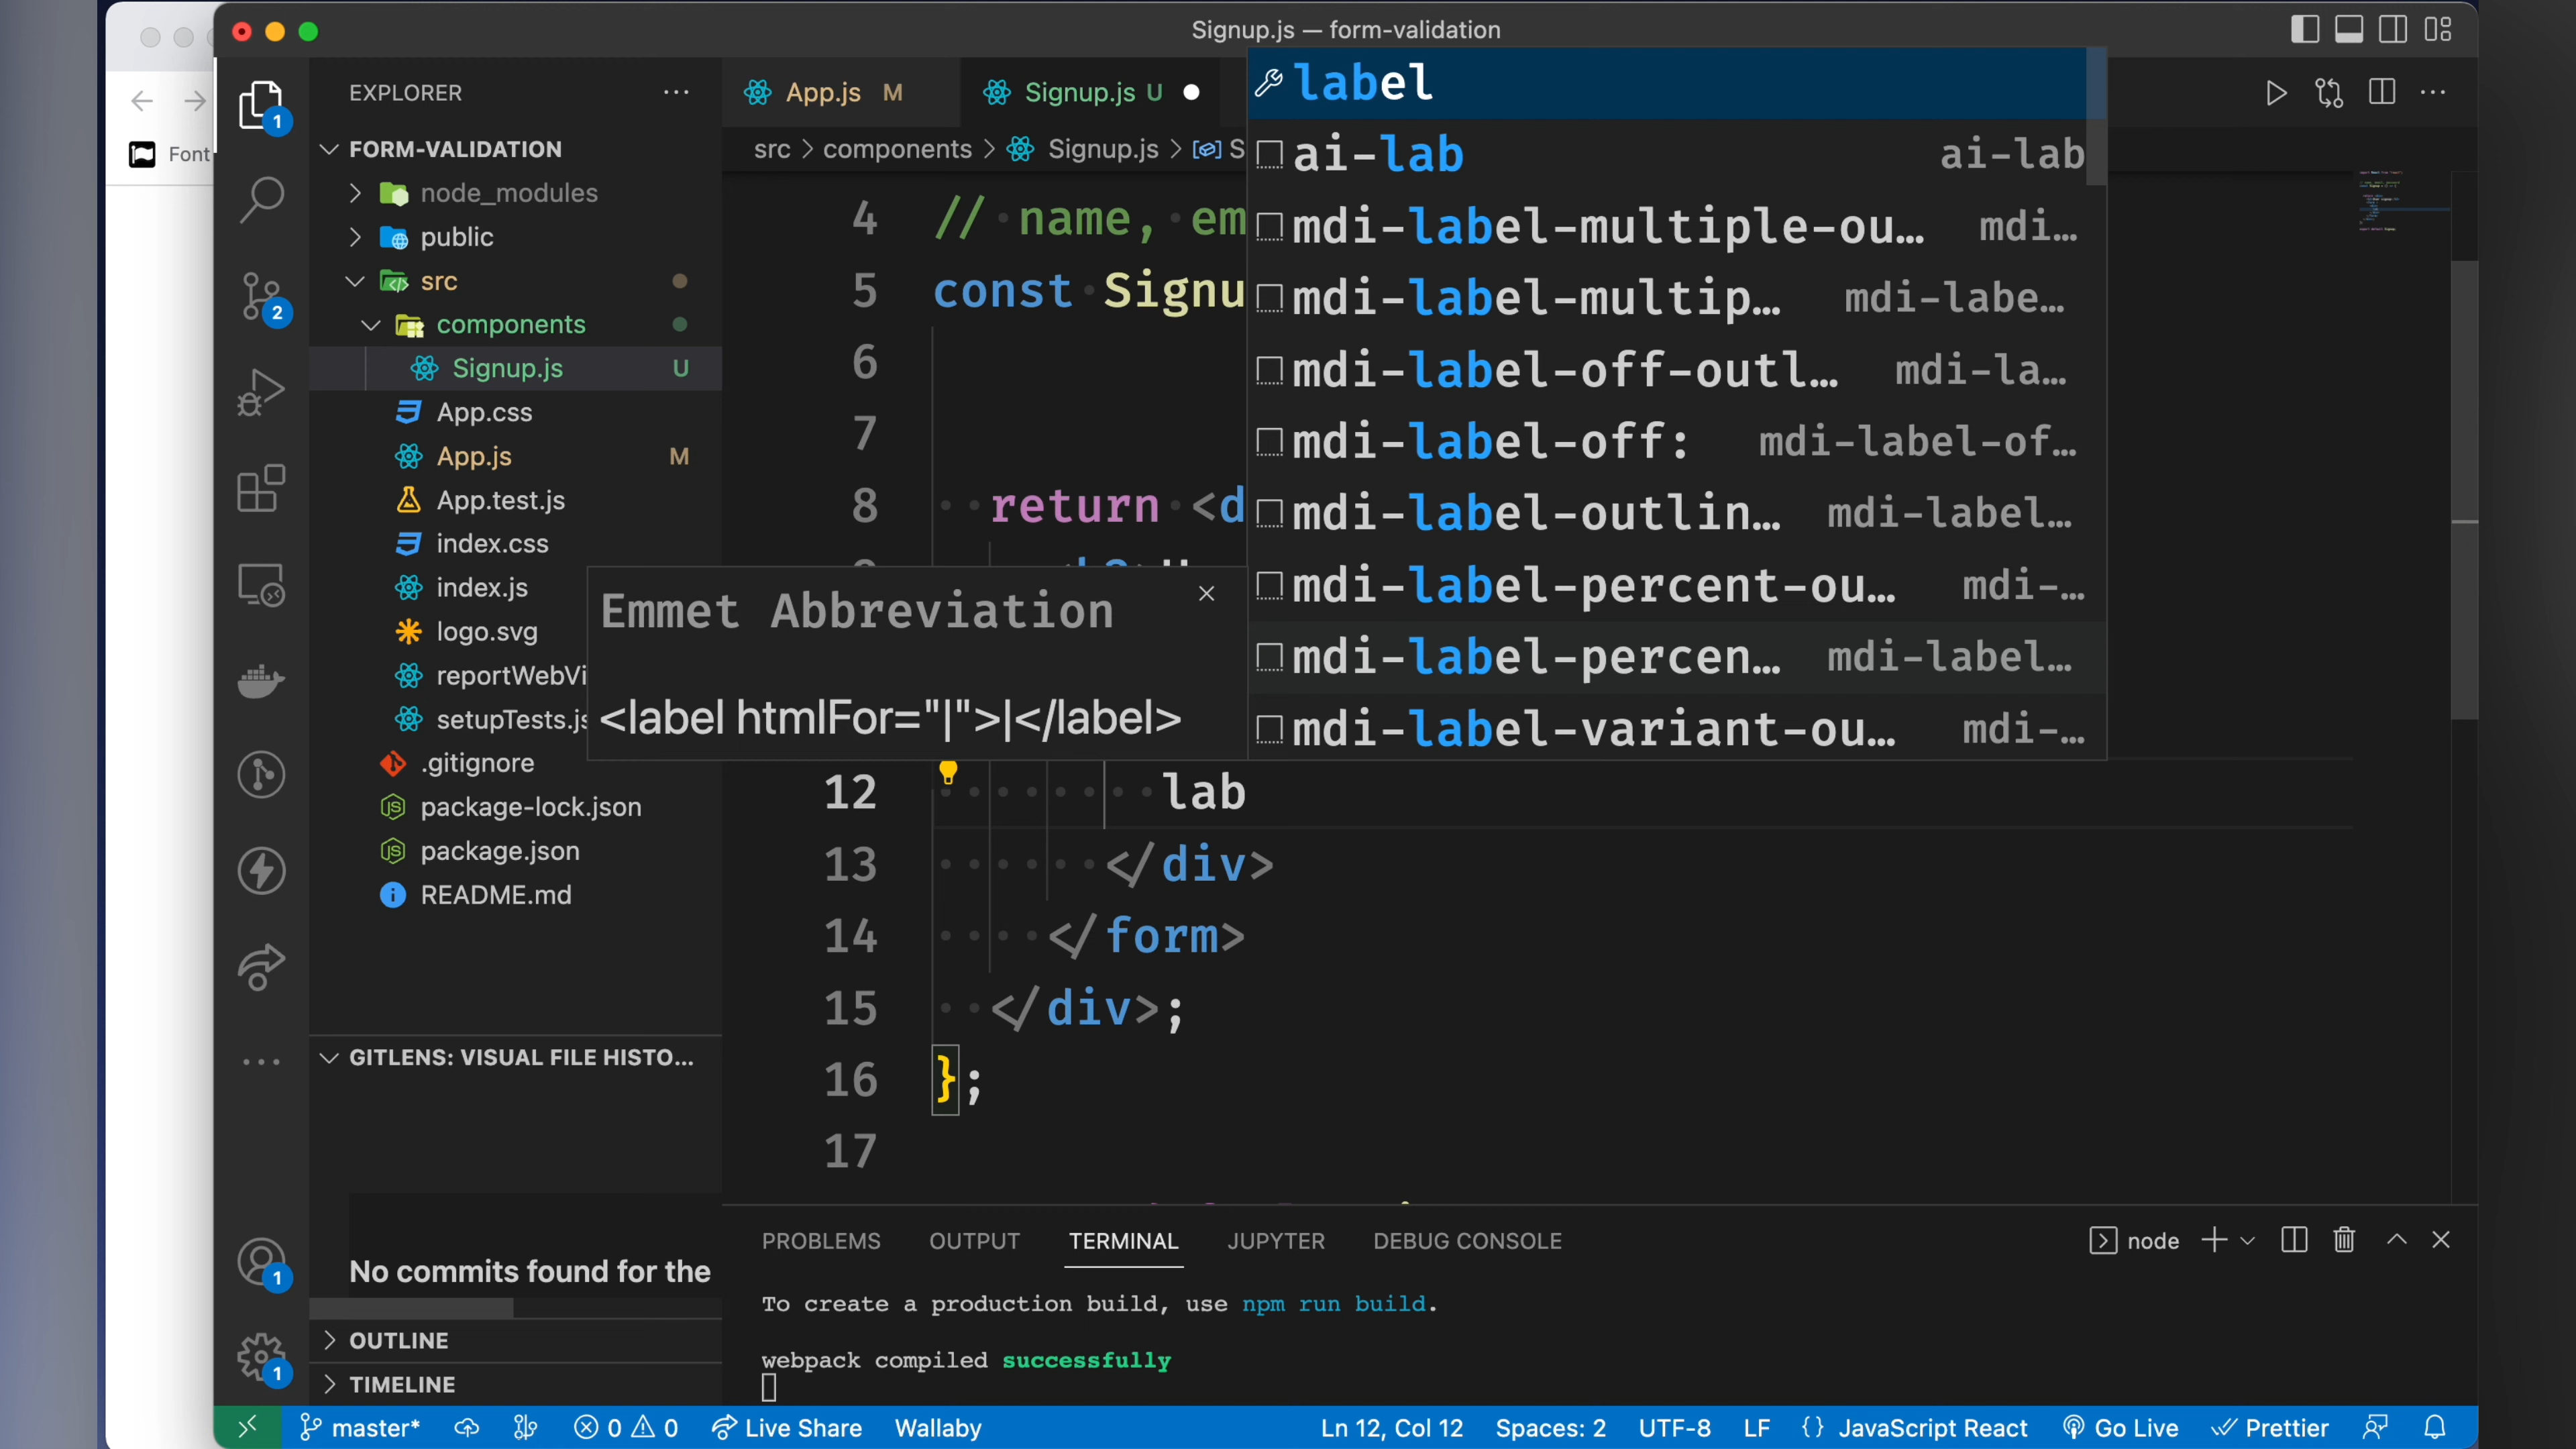 Signup.js — form-validation
Font
EXPLORER
FORM-VALIDATION
node_modules
public
src
components
Signup.js U
App.css
App.js M
App.test.js
index.css
index.js
logo.svg
reportWebVi
setupTests.js
.gitignore
package-lock.json
package.json
README.md
GITLENS: VISUAL FILE HISTO...
No commits found for the
OUTLINE
TIMELINE
1
2
1
1
App.js M
Signup.js U
src > components > Signup.js > S
4 // name, em
5 const Signu
6
7
8 return <d
12 lab
13 </div>
14 </form>
15 </div>;
16 };
17
label
ai-lab ai-lab
mdi-label-multiple-ou… mdi…
mdi-label-multip… mdi-labe…
mdi-label-off-outl… mdi-la…
mdi-label-off: mdi-label-of…
mdi-label-outlin… mdi-label…
mdi-label-percent-ou… mdi-…
mdi-label-percen… mdi-label…
mdi-label-variant-ou… mdi-…
Emmet Abbreviation
<label htmlFor="|">|</label>
PROBLEMS OUTPUT TERMINAL JUPYTER DEBUG CONSOLE
node
To create a production build, use npm run build.
webpack compiled successfully
master* 0 0 Live Share Wallaby
Ln 12, Col 12 Spaces: 2 UTF-8 LF {} JavaScript React Go Live Prettier